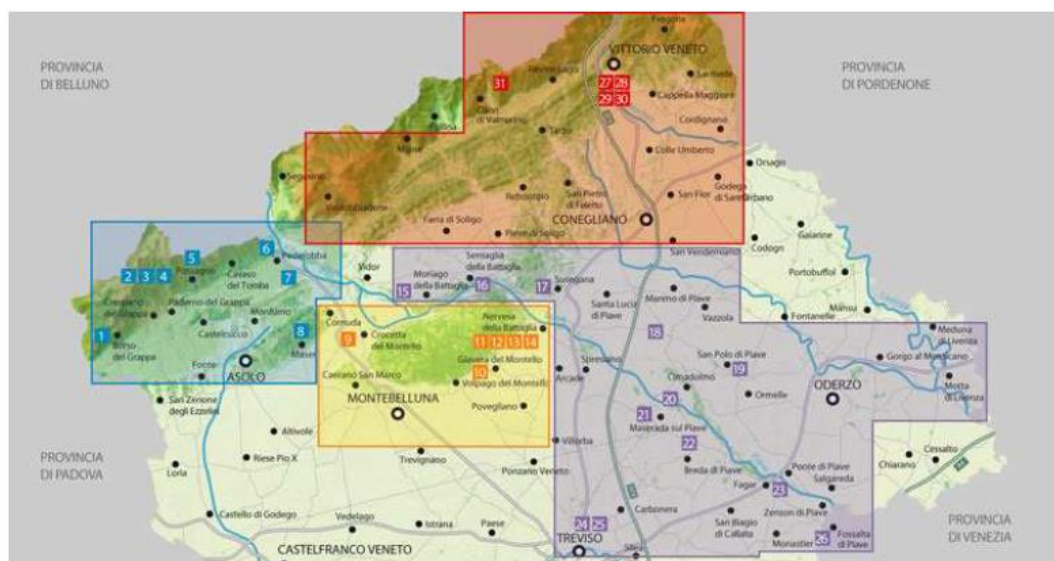 PROVINCIA
DI BELLUNO
PROVINCIA
DI PORDENONE
PROVINCIA
DI PADOVA
PROVINCIA
DI VENEZIA
Fregona
VITTORIO VENETO
31
27 28
29 30
Revine Lago
Sarmede
Cappella Maggiore
Cison
di Valmarino
Follina
Cordignano
Tarzo
Miane
Colle Umberto
Orsago
Segusino
Valdobbiadene
Refrontolo
San Pietro
di Feletto
San Fior
Godega
di Sant'Urbano
Farra di Soligo
Pieve di Soligo
CONEGLIANO
Gaiarine
Codognè
San Vendemiano
Portobuffolè
Mansuè
5
6
Pederobba
7
2 3 4
Possagno
Cavaso
del Tomba
Vidor
Moriago
della Battaglia
15
Sernaglia
della Battaglia
16
17
Susegana
Santa Lucia
di Piave
Mareno di Piave
Vazzola
Fontanelle
Crespano
del Grappa
Paderno del Grappa
Castelcucco
Monfumo
1
Borso
del Grappa
8
Maser
Fonte
ASOLO
Cornuda
9
Crocetta
del Montello
Nervesa
della Battaglia
11 12 13 14
Giavera del Montello
10
Volpago del Montello
Caerano San Marco
MONTEBELLUNA
Povegliano
18
Meduna
di Livenza
Gorgo al Monticano
Motta
di Livenza
San Polo di Piave
19
ODERZO
Spresiano
Arcade
Cimadolmo
20
Ormelle
21
Maserada sul Piave
22
San Zenone
degli Ezzelini
Altivole
Riese Pio X
Loria
Trevignano
Ponzano Veneto
Villorba
Breda di Piave
Ponte di Piave
Salgareda
Fagarè
23
Chiarano
Cessalto
Castello di Godego
Vedelago
Istrana
Paese
24 25
TREVISO
Carbonera
Silea
San Biagio
di Callalta
Zenson di Piave
Monastier
26
Fossalta
di Piave
CASTELFRANCO VENETO